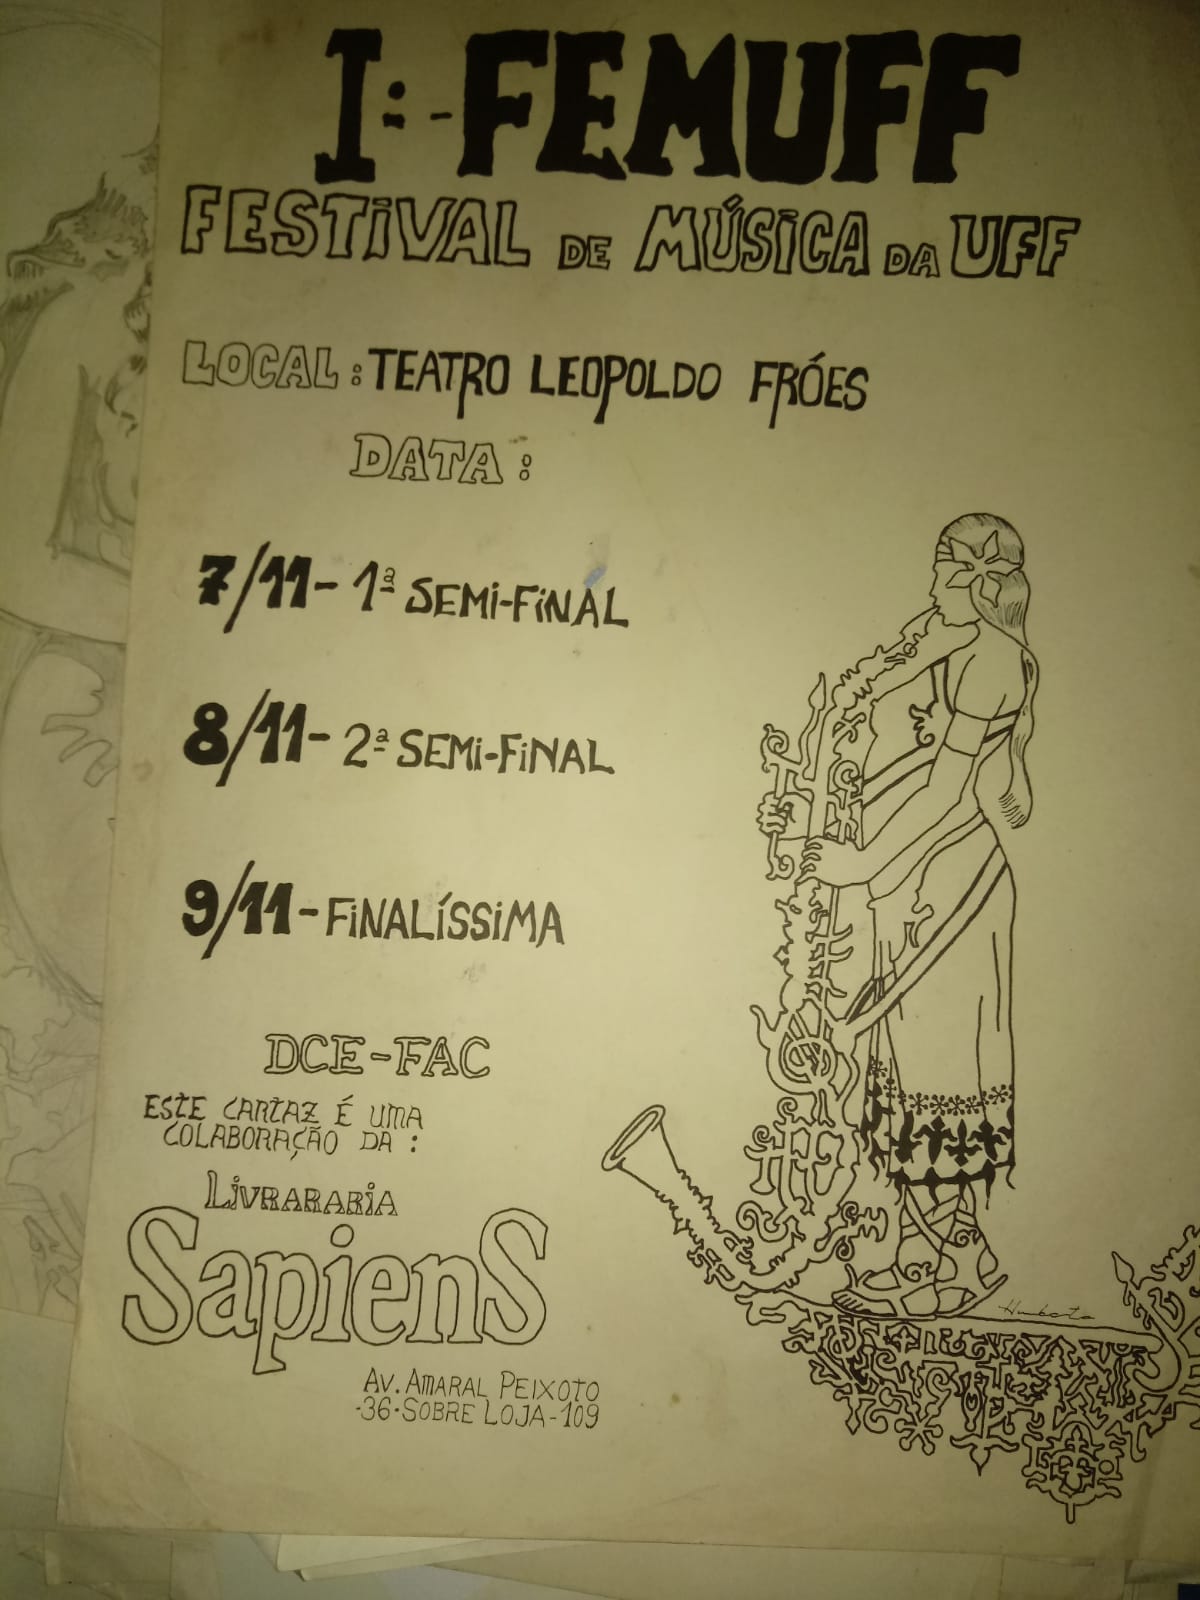 I:-FEMUFF
FESTIVAL DE MÚSICA DA UFF
LOCAL: TEATRO LEOPOLDO FRÓES
DATA:
7/11- 1ª SEMI-FINAL
8/11- 2ª SEMI-FINAL
9/11- FINALÍSSIMA
DCE-FAC
ESTE CARTAZ É UMA
COLABORAÇÃO DA:
LIVRARARIA
SapienS
AV. AMARAL PEIXOTO
-36-SOBRE LOJA-109
Humberto